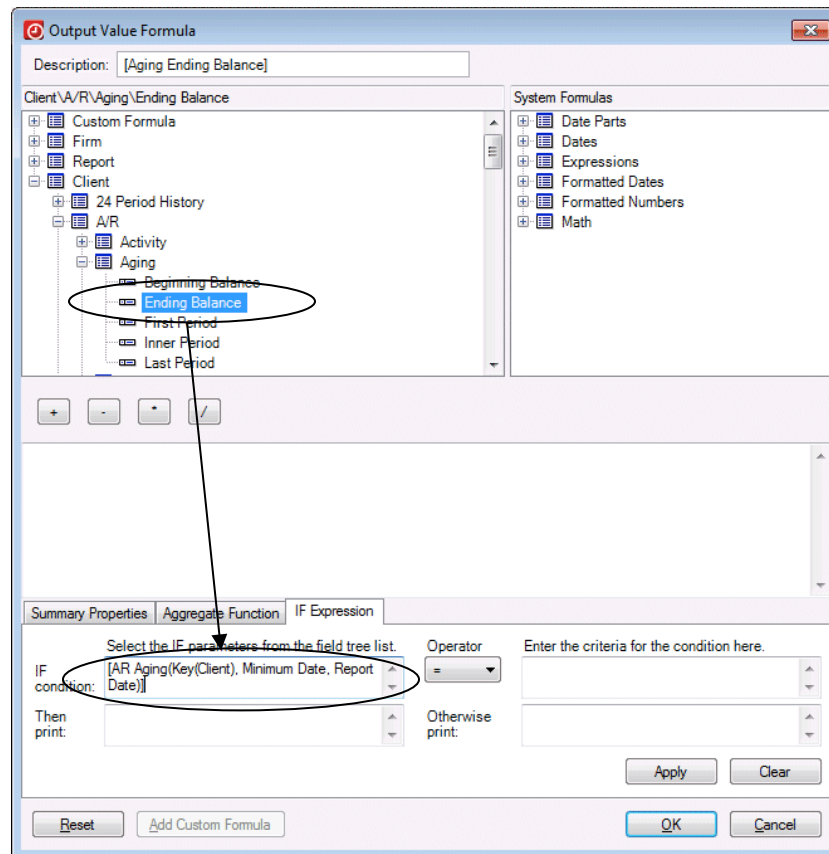 Output Value Formula
Description: [Aging Ending Balance]
Client\A/R\Aging\Ending Balance
Custom Formula
Firm
Report
Client
24 Period History
A/R
Activity
Aging
Beginning Balance
Ending Balance
First Period
Inner Period
Last Period
System Formulas
Date Parts
Dates
Expressions
Formatted Dates
Formatted Numbers
Math
+ - * /
Summary Properties Aggregate Function IF Expression
Select the IF parameters from the field tree list. Operator Enter the criteria for the condition here.
IF
condition:
[AR Aging(Key(Client), Minimum Date, Report
Date)]
=
Then
print:
Otherwise
print:
Apply Clear
Reset Add Custom Formula OK Cancel